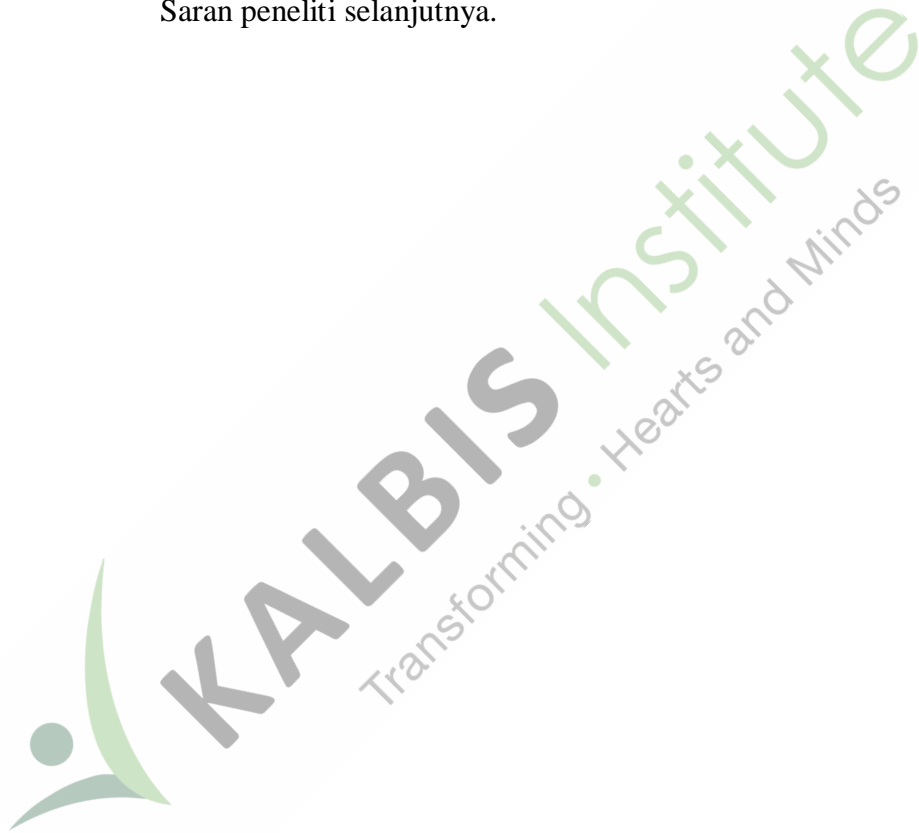 Saran peneliti selanjutnya.
KALBIS Institute
Transforming • Hearts and Minds